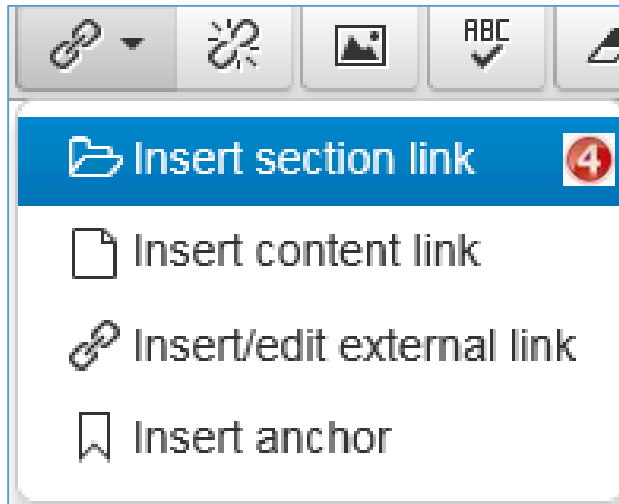 ABC
Insert section link 4
Insert content link
Insert/edit external link
Insert anchor